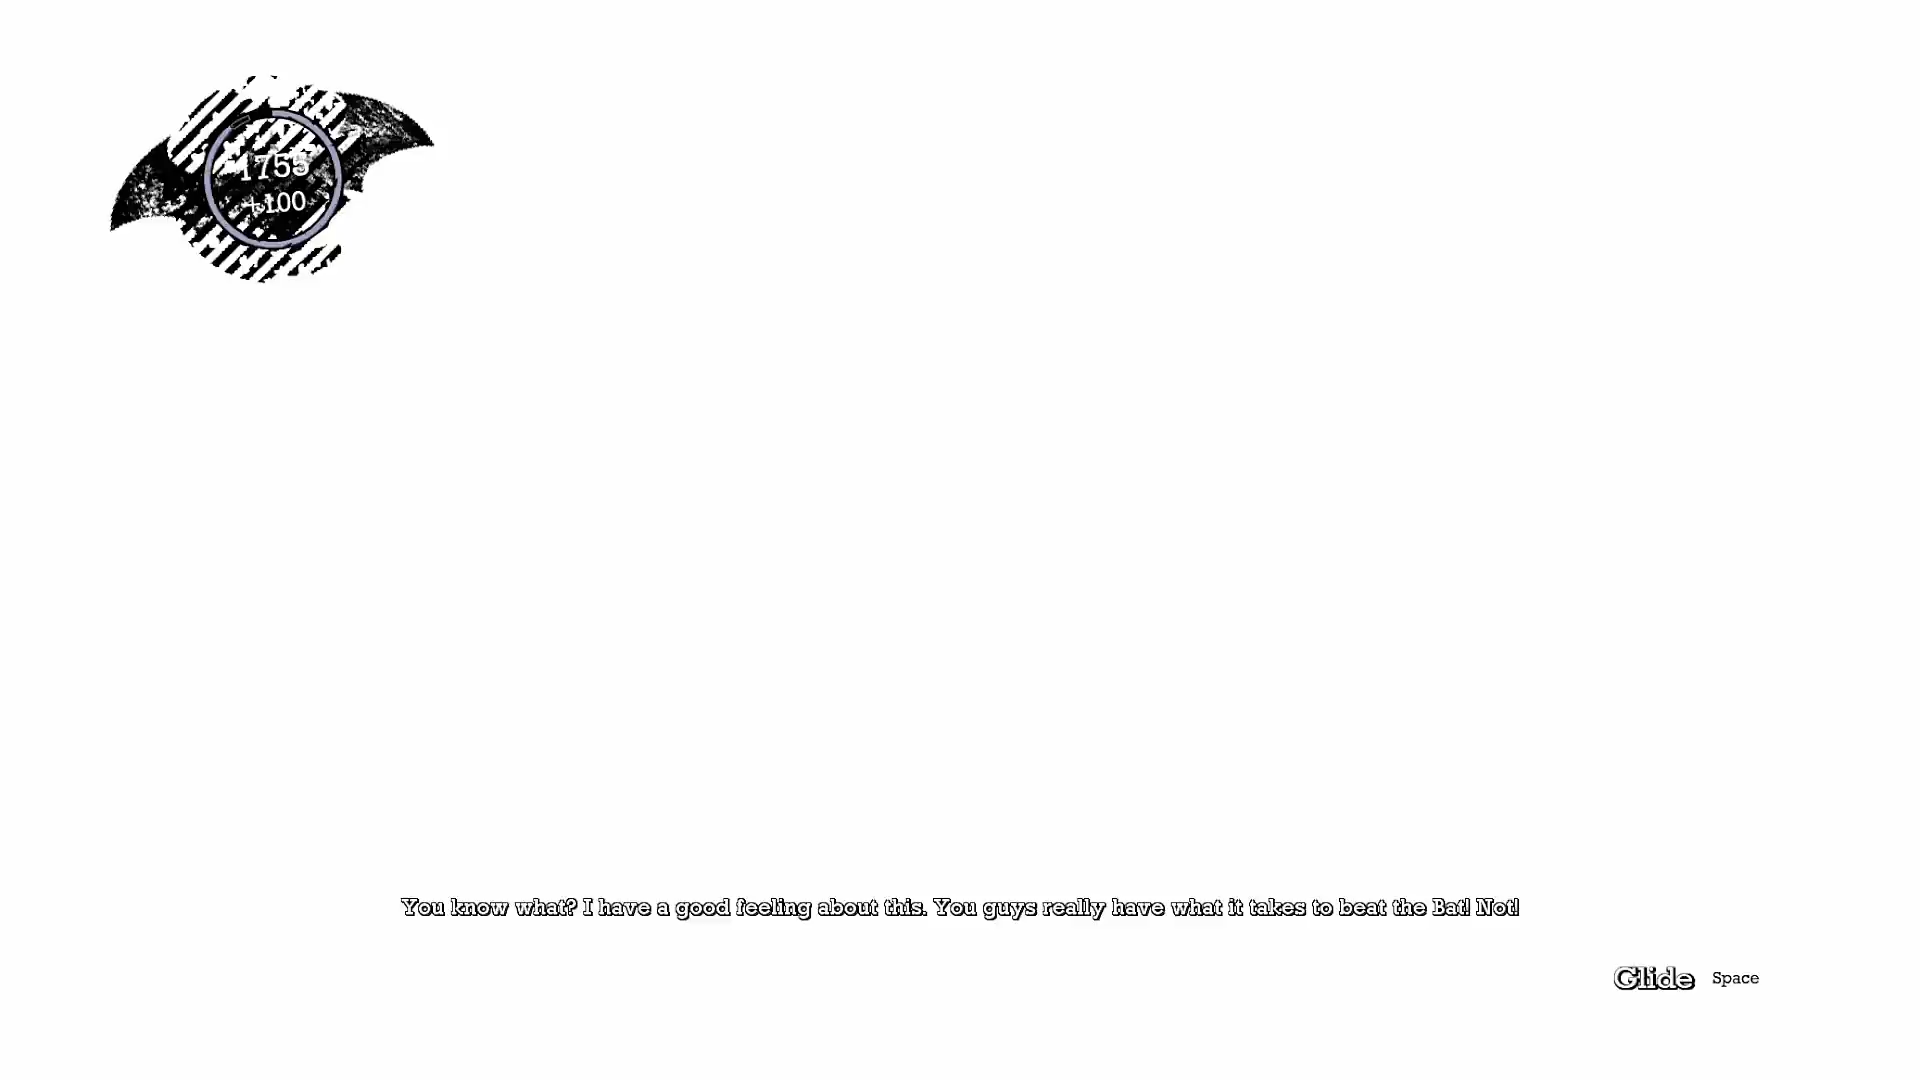 1755
+100
You know what? I have a good feeling about this. You guys really have what it takes to beat the Bat! Not!
Glide Space